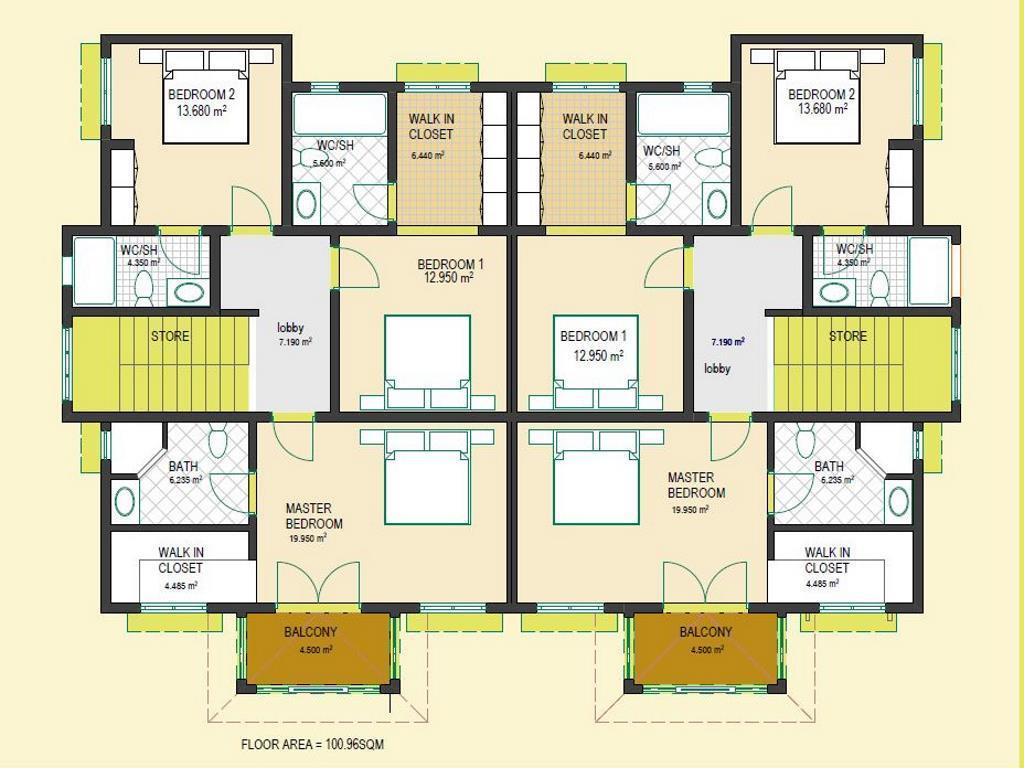 BEDROOM 2
13.680 m²
WC/SH
5.600 m²
WALK IN
CLOSET
6.440 m²
WALK IN
CLOSET
6.440 m²
WC/SH
5.600 m²
BEDROOM 2
13.680 m²
WC/SH
4.350 m²
BEDROOM 1
12.950 m²
WC/SH
4.350 m²
STORE
lobby
7.190 m²
BEDROOM 1
12.950 m²
7.190 m²
lobby
STORE
BATH
6.235 m²
MASTER
BEDROOM
19.950 m²
MASTER
BEDROOM
19.950 m²
BATH
6.235 m²
WALK IN
CLOSET
4.485 m²
WALK IN
CLOSET
4.485 m²
BALCONY
4.500 m²
BALCONY
4.500 m²
FLOOR AREA = 100.96SQM